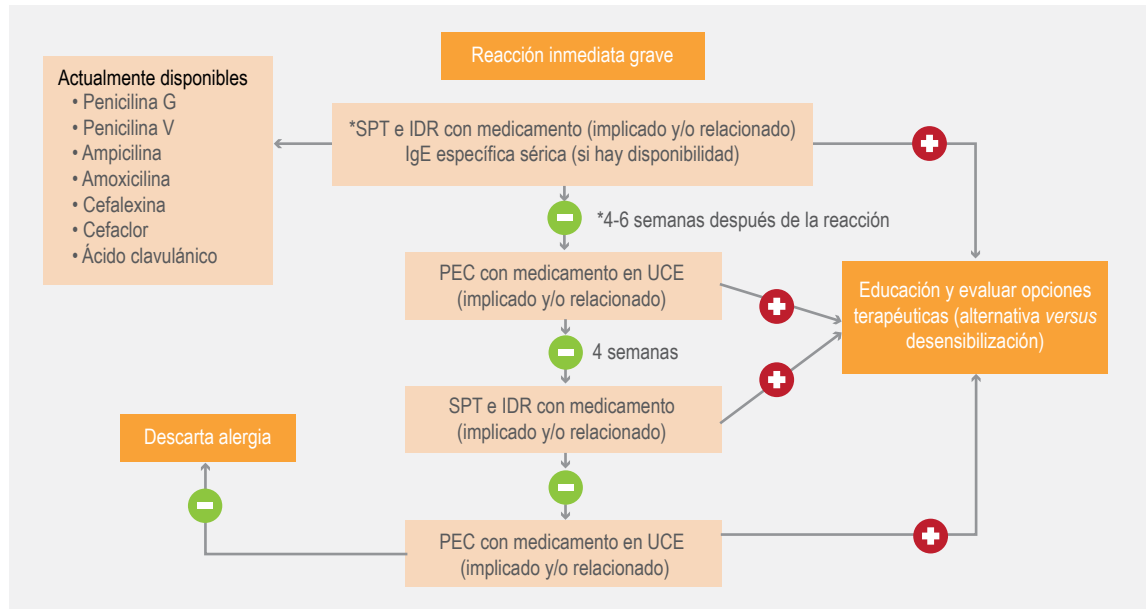 Reacción inmediata grave
Actualmente disponibles
• Penicilina G
• Penicilina V
• Ampicilina
• Amoxicilina
• Cefalexina
• Cefaclor
• Ácido clavulánico
*SPT e IDR con medicamento (implicado y/o relacionado)
IgE específica sérica (si hay disponibilidad)
*4-6 semanas después de la reacción
PEC con medicamento en UCE
(implicado y/o relacionado)
Educación y evaluar opciones
terapéuticas (alternativa versus
desensibilización)
4 semanas
SPT e IDR con medicamento
(implicado y/o relacionado)
Descarta alergia
PEC con medicamento en UCE
(implicado y/o relacionado)